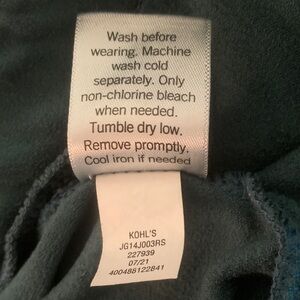 Wash before
wearing. Machine
wash cold
separately. Only
non-chlorine bleach
when needed.
Tumble dry low.
Remove promptly.
Cool iron if needed
KOHL'S
JG14J003RS
227939
07/21
400488122841